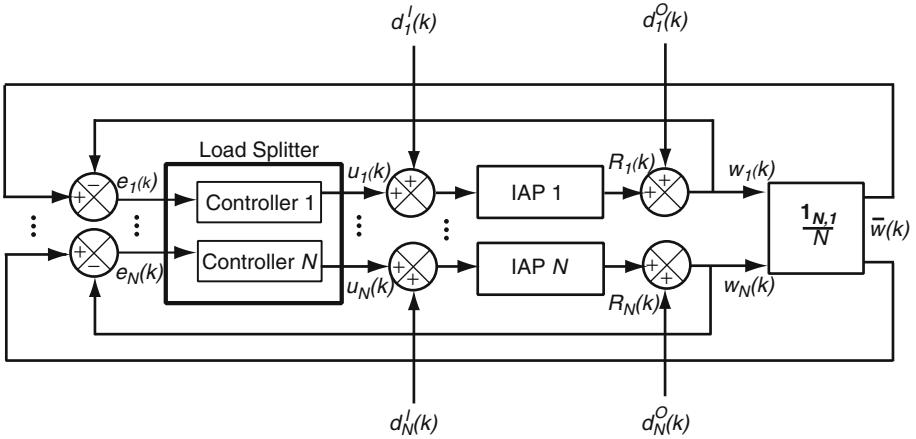 d_1^I(k)
d_1^O(k)
Load Splitter
e_1(k)
Controller 1
u_1(k)
IAP 1
R_1(k)
w_1(k)
1_{N,1}
N
w̄(k)
e_N(k)
Controller N
u_N(k)
IAP N
R_N(k)
w_N(k)
d_N^I(k)
d_N^O(k)